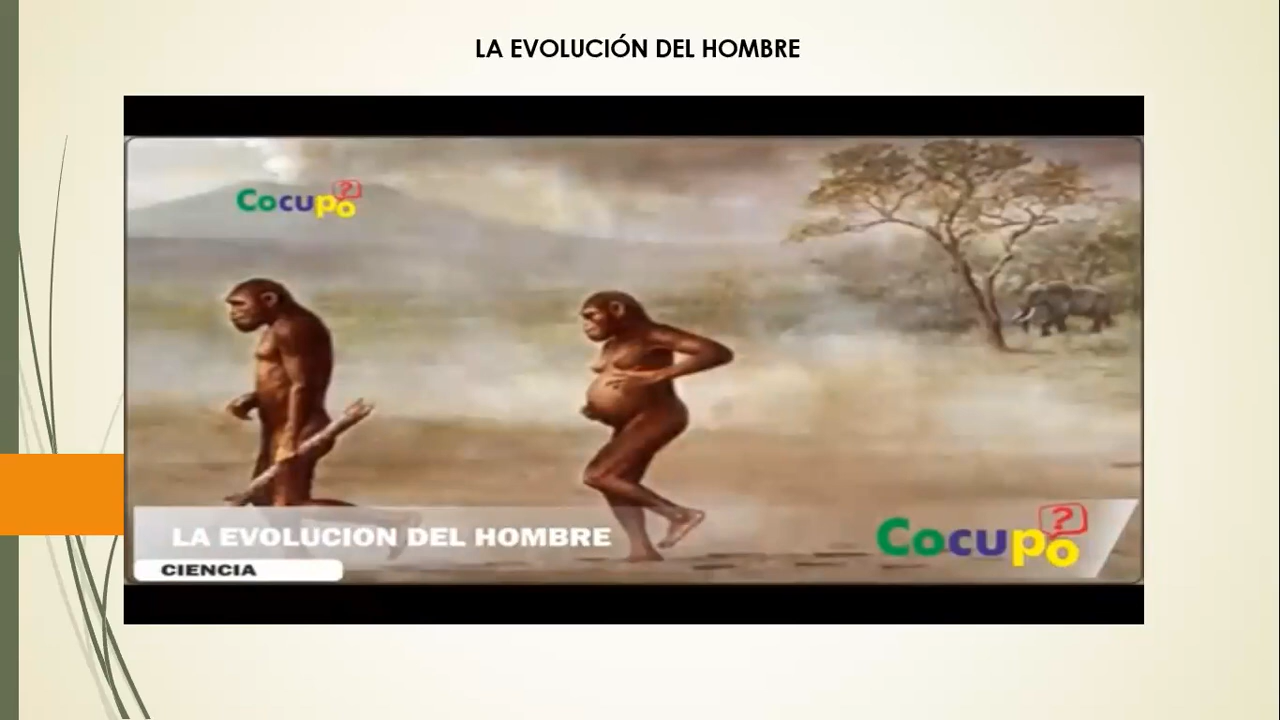 LA EVOLUCIÓN DEL HOMBRE
Cocupo?
LA EVOLUCION DEL HOMBRE
Cocupo?
CIENCIA